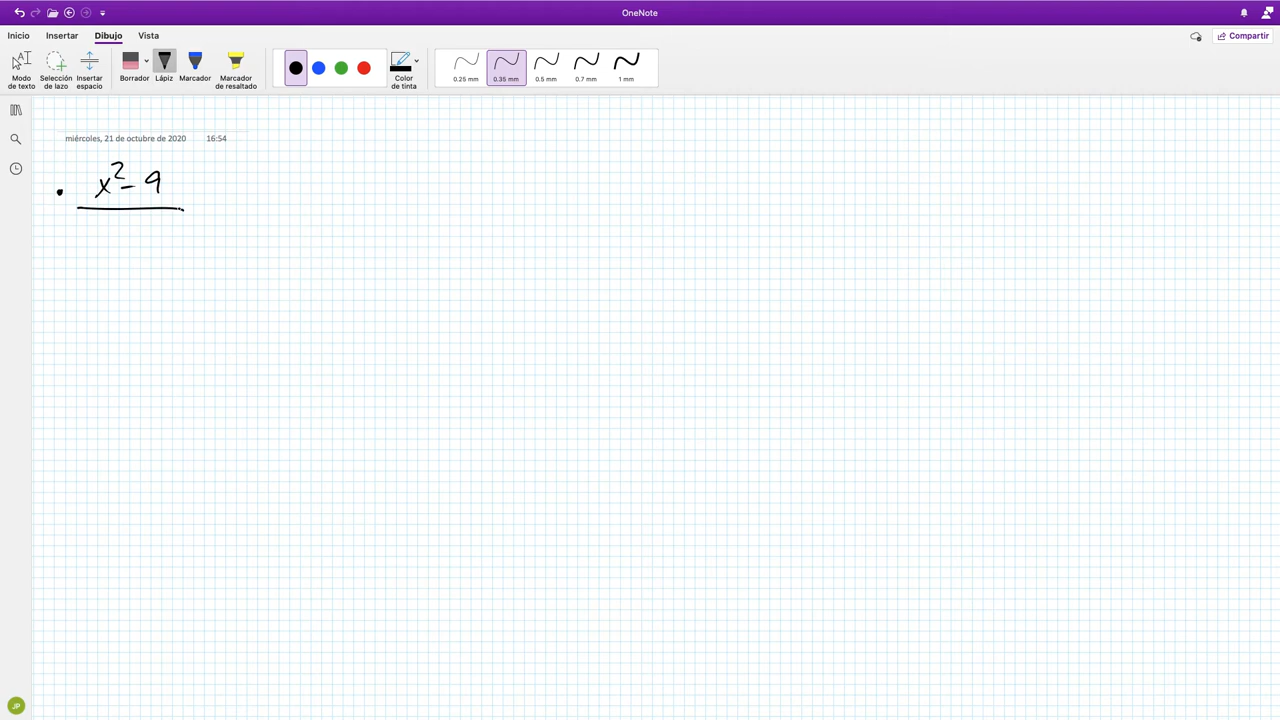 OneNote
Inicio Insertar Dibujo Vista
Compartir
Modo de texto
Selección de lazo
Insertar espacio
Borrador
Lápiz
Marcador
Marcador de resaltado
Color de tinta
0.25 mm
0.35 mm
0.5 mm
0.7 mm
1 mm
miércoles, 21 de octubre de 2020 16:54
• x² - 9
JP